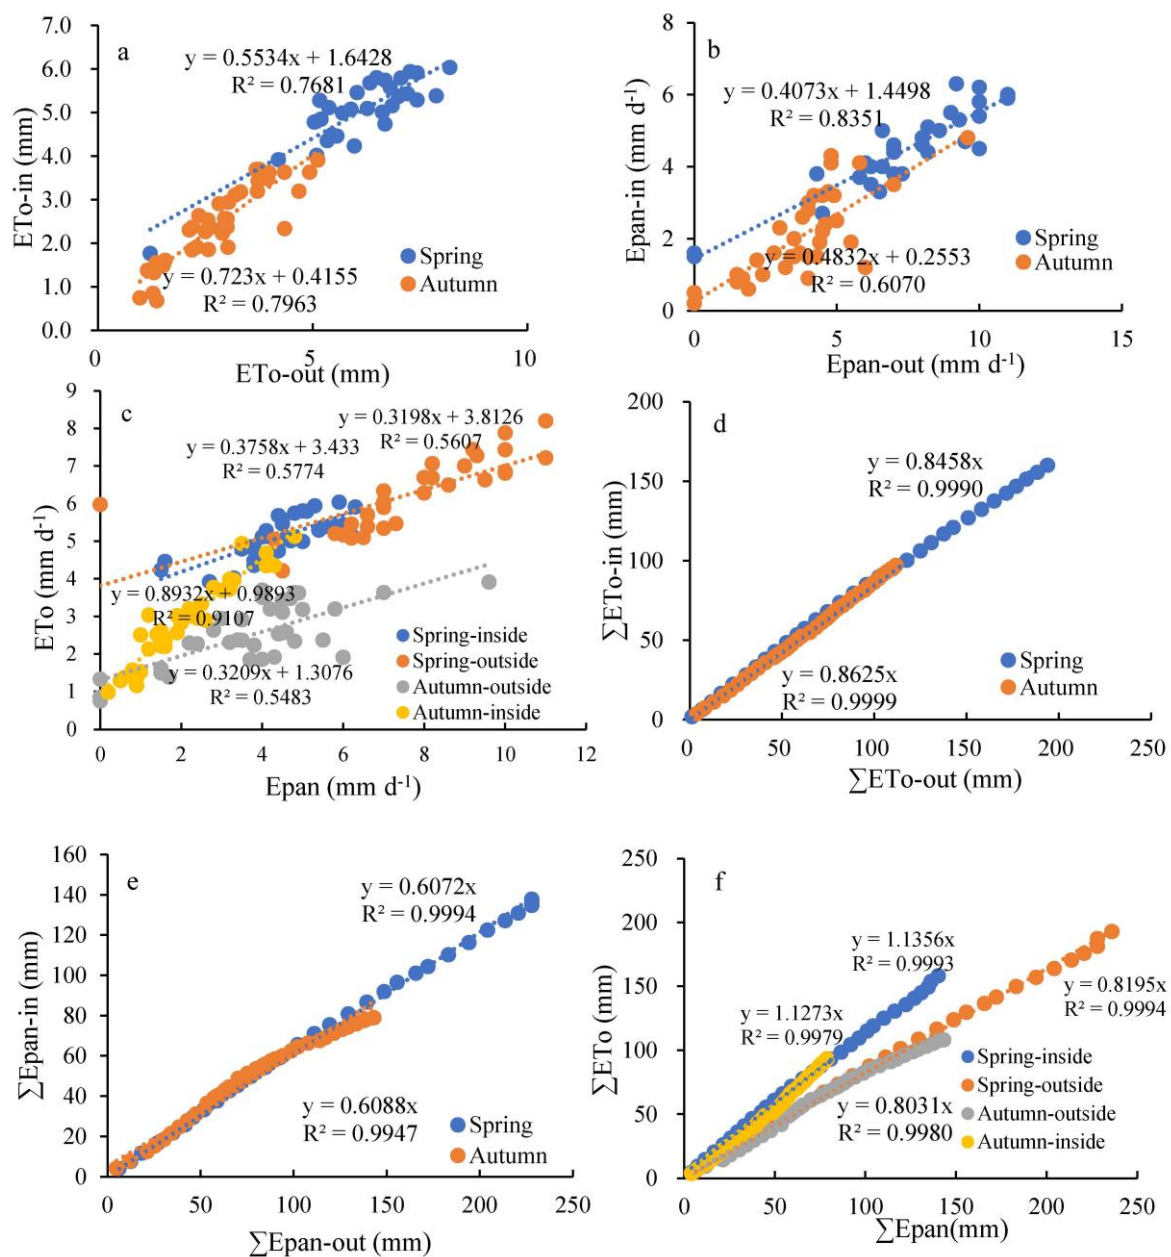 a
y = 0.5534x + 1.6428
R² = 0.7681
y = 0.723x + 0.4155
R² = 0.7963
Spring
Autumn
7.0
6.0
5.0
4.0
3.0
2.0
1.0
0.0
0
5
10
ETo-in (mm)
ETo-out (mm)
b
y = 0.4073x + 1.4498
R² = 0.8351
y = 0.4832x + 0.2553
R² = 0.6070
Spring
Autumn
8
6
4
2
0
0
5
10
15
Epan-in (mm d⁻¹)
Epan-out (mm d⁻¹)
c
y = 0.3198x + 3.8126
R² = 0.5607
y = 0.3758x + 3.433
R² = 0.5774
y = 0.8932x + 0.9893
R² = 0.9107
y = 0.3209x + 1.3076
R² = 0.5483
Spring-inside
Spring-outside
Autumn-outside
Autumn-inside
9
8
7
6
5
4
3
2
1
0
0
2
4
6
8
10
12
ETo (mm d⁻¹)
Epan (mm d⁻¹)
d
y = 0.8458x
R² = 0.9990
y = 0.8625x
R² = 0.9999
Spring
Autumn
200
150
100
50
0
0
50
100
150
200
250
∑ETo-in (mm)
∑ETo-out (mm)
e
y = 0.6072x
R² = 0.9994
y = 0.6088x
R² = 0.9947
Spring
Autumn
160
140
120
100
80
60
40
20
0
0
50
100
150
200
250
∑Epan-in (mm)
∑Epan-out (mm)
f
y = 1.1356x
R² = 0.9993
y = 0.8195x
R² = 0.9994
y = 1.1273x
R² = 0.9979
y = 0.8031x
R² = 0.9980
Spring-inside
Spring-outside
Autumn-outside
Autumn-inside
250
200
150
100
50
0
0
50
100
150
200
250
∑ETo (mm)
∑Epan(mm)